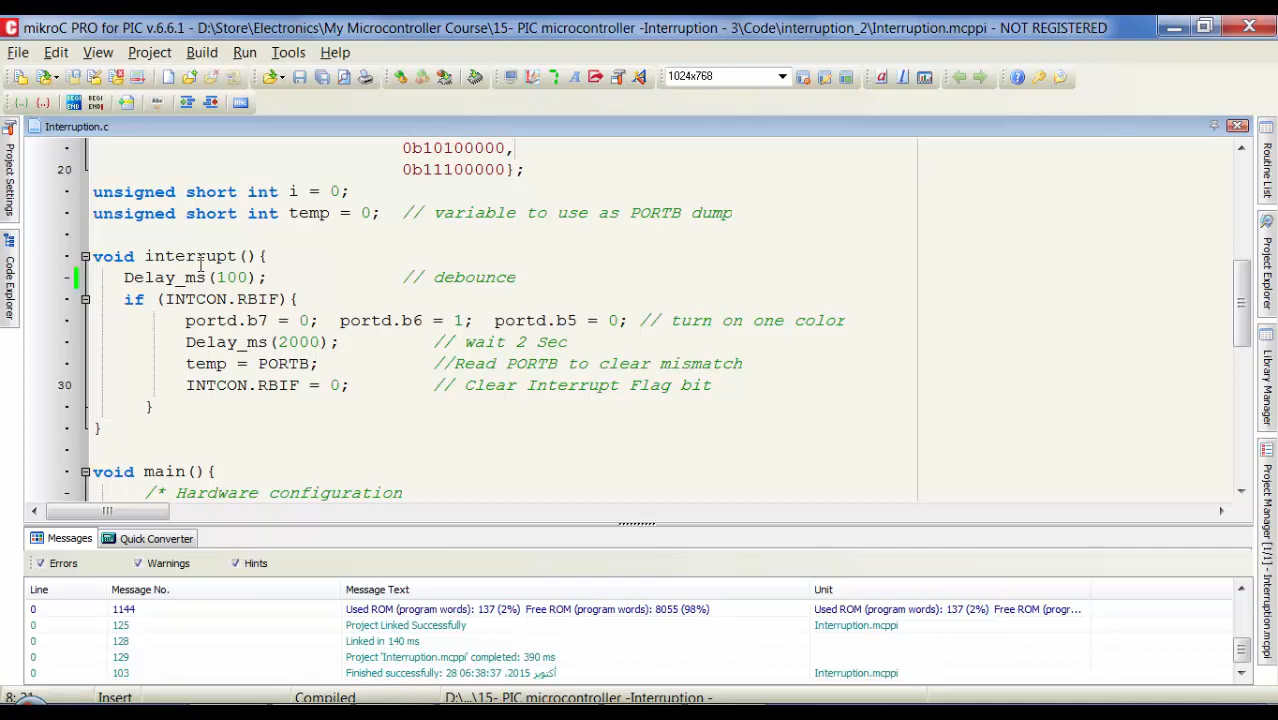 mikroC PRO for PIC v.6.6.1 - D:\Store\Electronics\My Microcontroller Course\15- PIC microcontroller -Interruption - 3\Code\interruption_2\Interruption.mcppi - NOT REGISTERED
File Edit View Project Build Run Tools Help
1024x768
Interruption.c
0b10100000,
20 0b11100000};
unsigned short int i = 0;
unsigned short int temp = 0; // variable to use as PORTB dump
void interrupt(){
Delay_ms(100); // debounce
if (INTCON.RBIF){
portd.b7 = 0; portd.b6 = 1; portd.b5 = 0; // turn on one color
Delay_ms(2000); // wait 2 Sec
temp = PORTB; //Read PORTB to clear mismatch
30 INTCON.RBIF = 0; // Clear Interrupt Flag bit
}
}
void main(){
/* Hardware configuration
Project Settings
Code Explorer
Routine List
Project Explorer
Library Manager
Project Manager [1/1] - Interruption.mcppi
Messages Quick Converter
Errors Warnings Hints
Line Message No. Message Text Unit
0 1144 Used ROM (program words): 137 (2%) Free ROM (program words): 8055 (98%) Used ROM (program words): 137 (2%) Free ROM (progr...
0 125 Project Linked Successfully Interruption.mcppi
0 128 Linked in 140 ms
0 129 Project 'Interruption.mcppi' completed: 390 ms
0 103 Finished successfully: 28 أكتوبر 2015, 06:38:37 Interruption.mcppi
Insert Compiled D:\...\15- PIC microcontroller -Interruption -